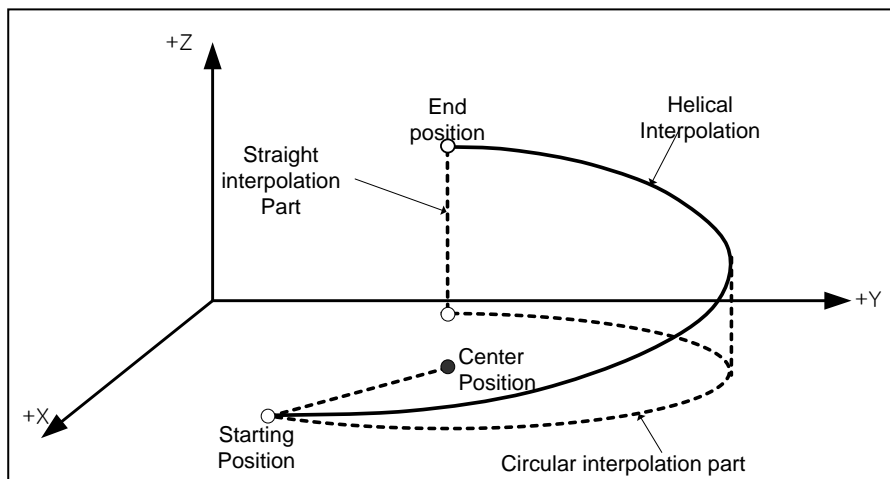 +Z
End
position
Helical
Interpolation
Straight
interpolation
Part
+Y
Center
Position
+X
Starting
Position
Circular interpolation part